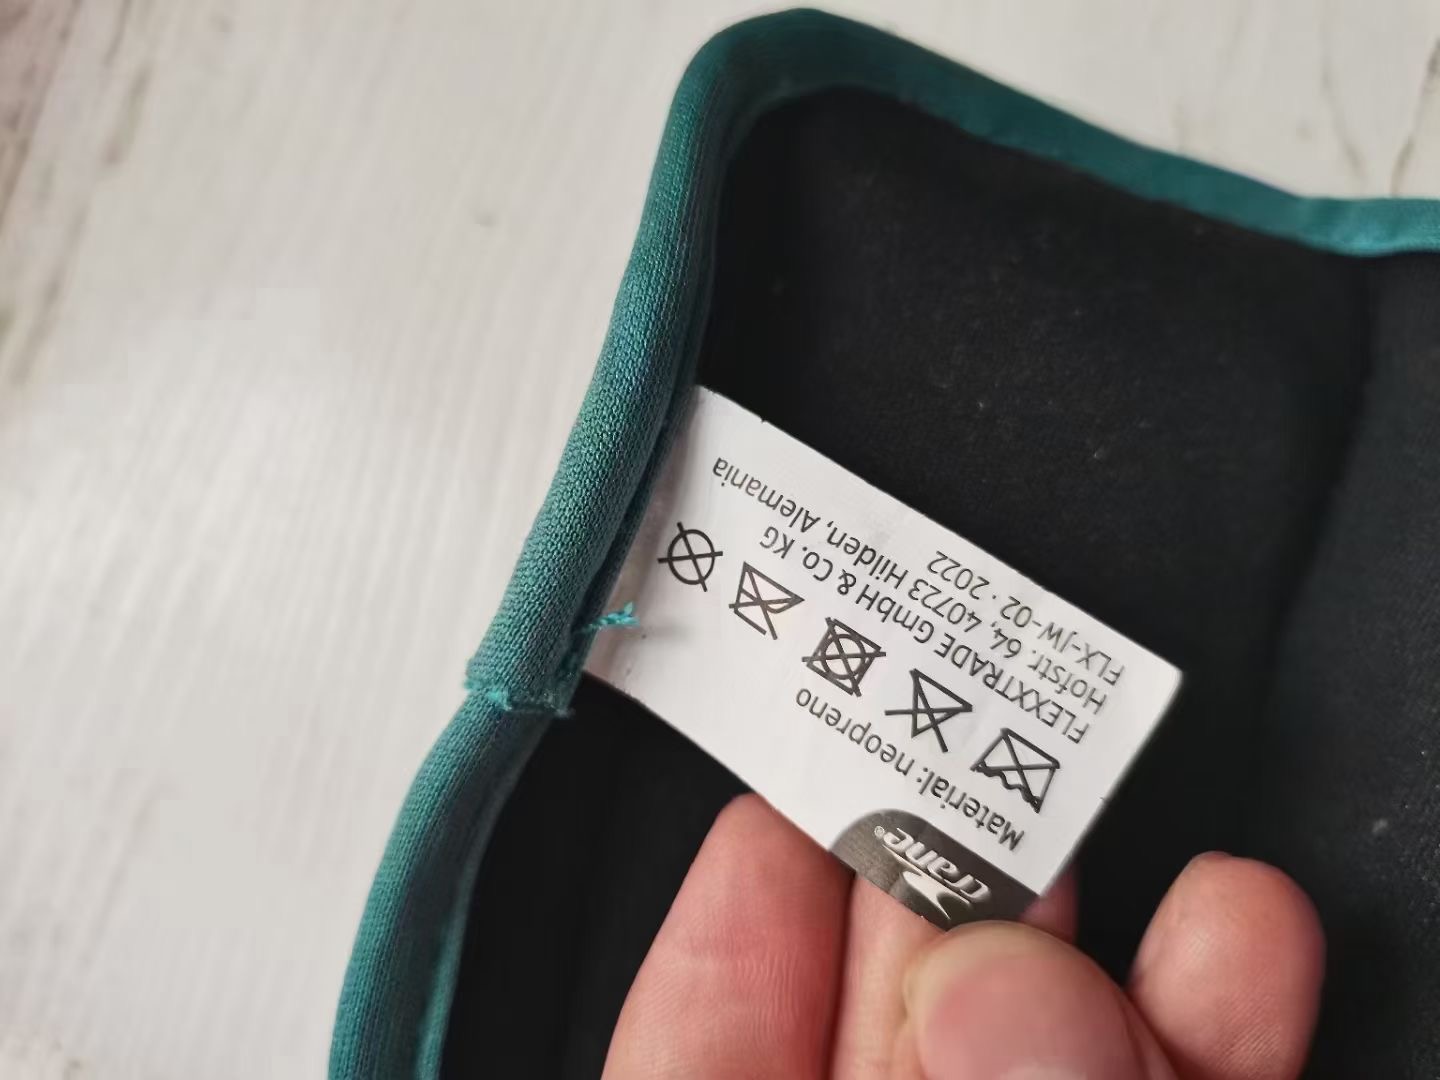 crane®
Material: neopreno
FLEXXTRADE GmbH & Co. KG
Hofstr. 64, 40723 Hilden, Alemania
FLX-JW-02 · 2022